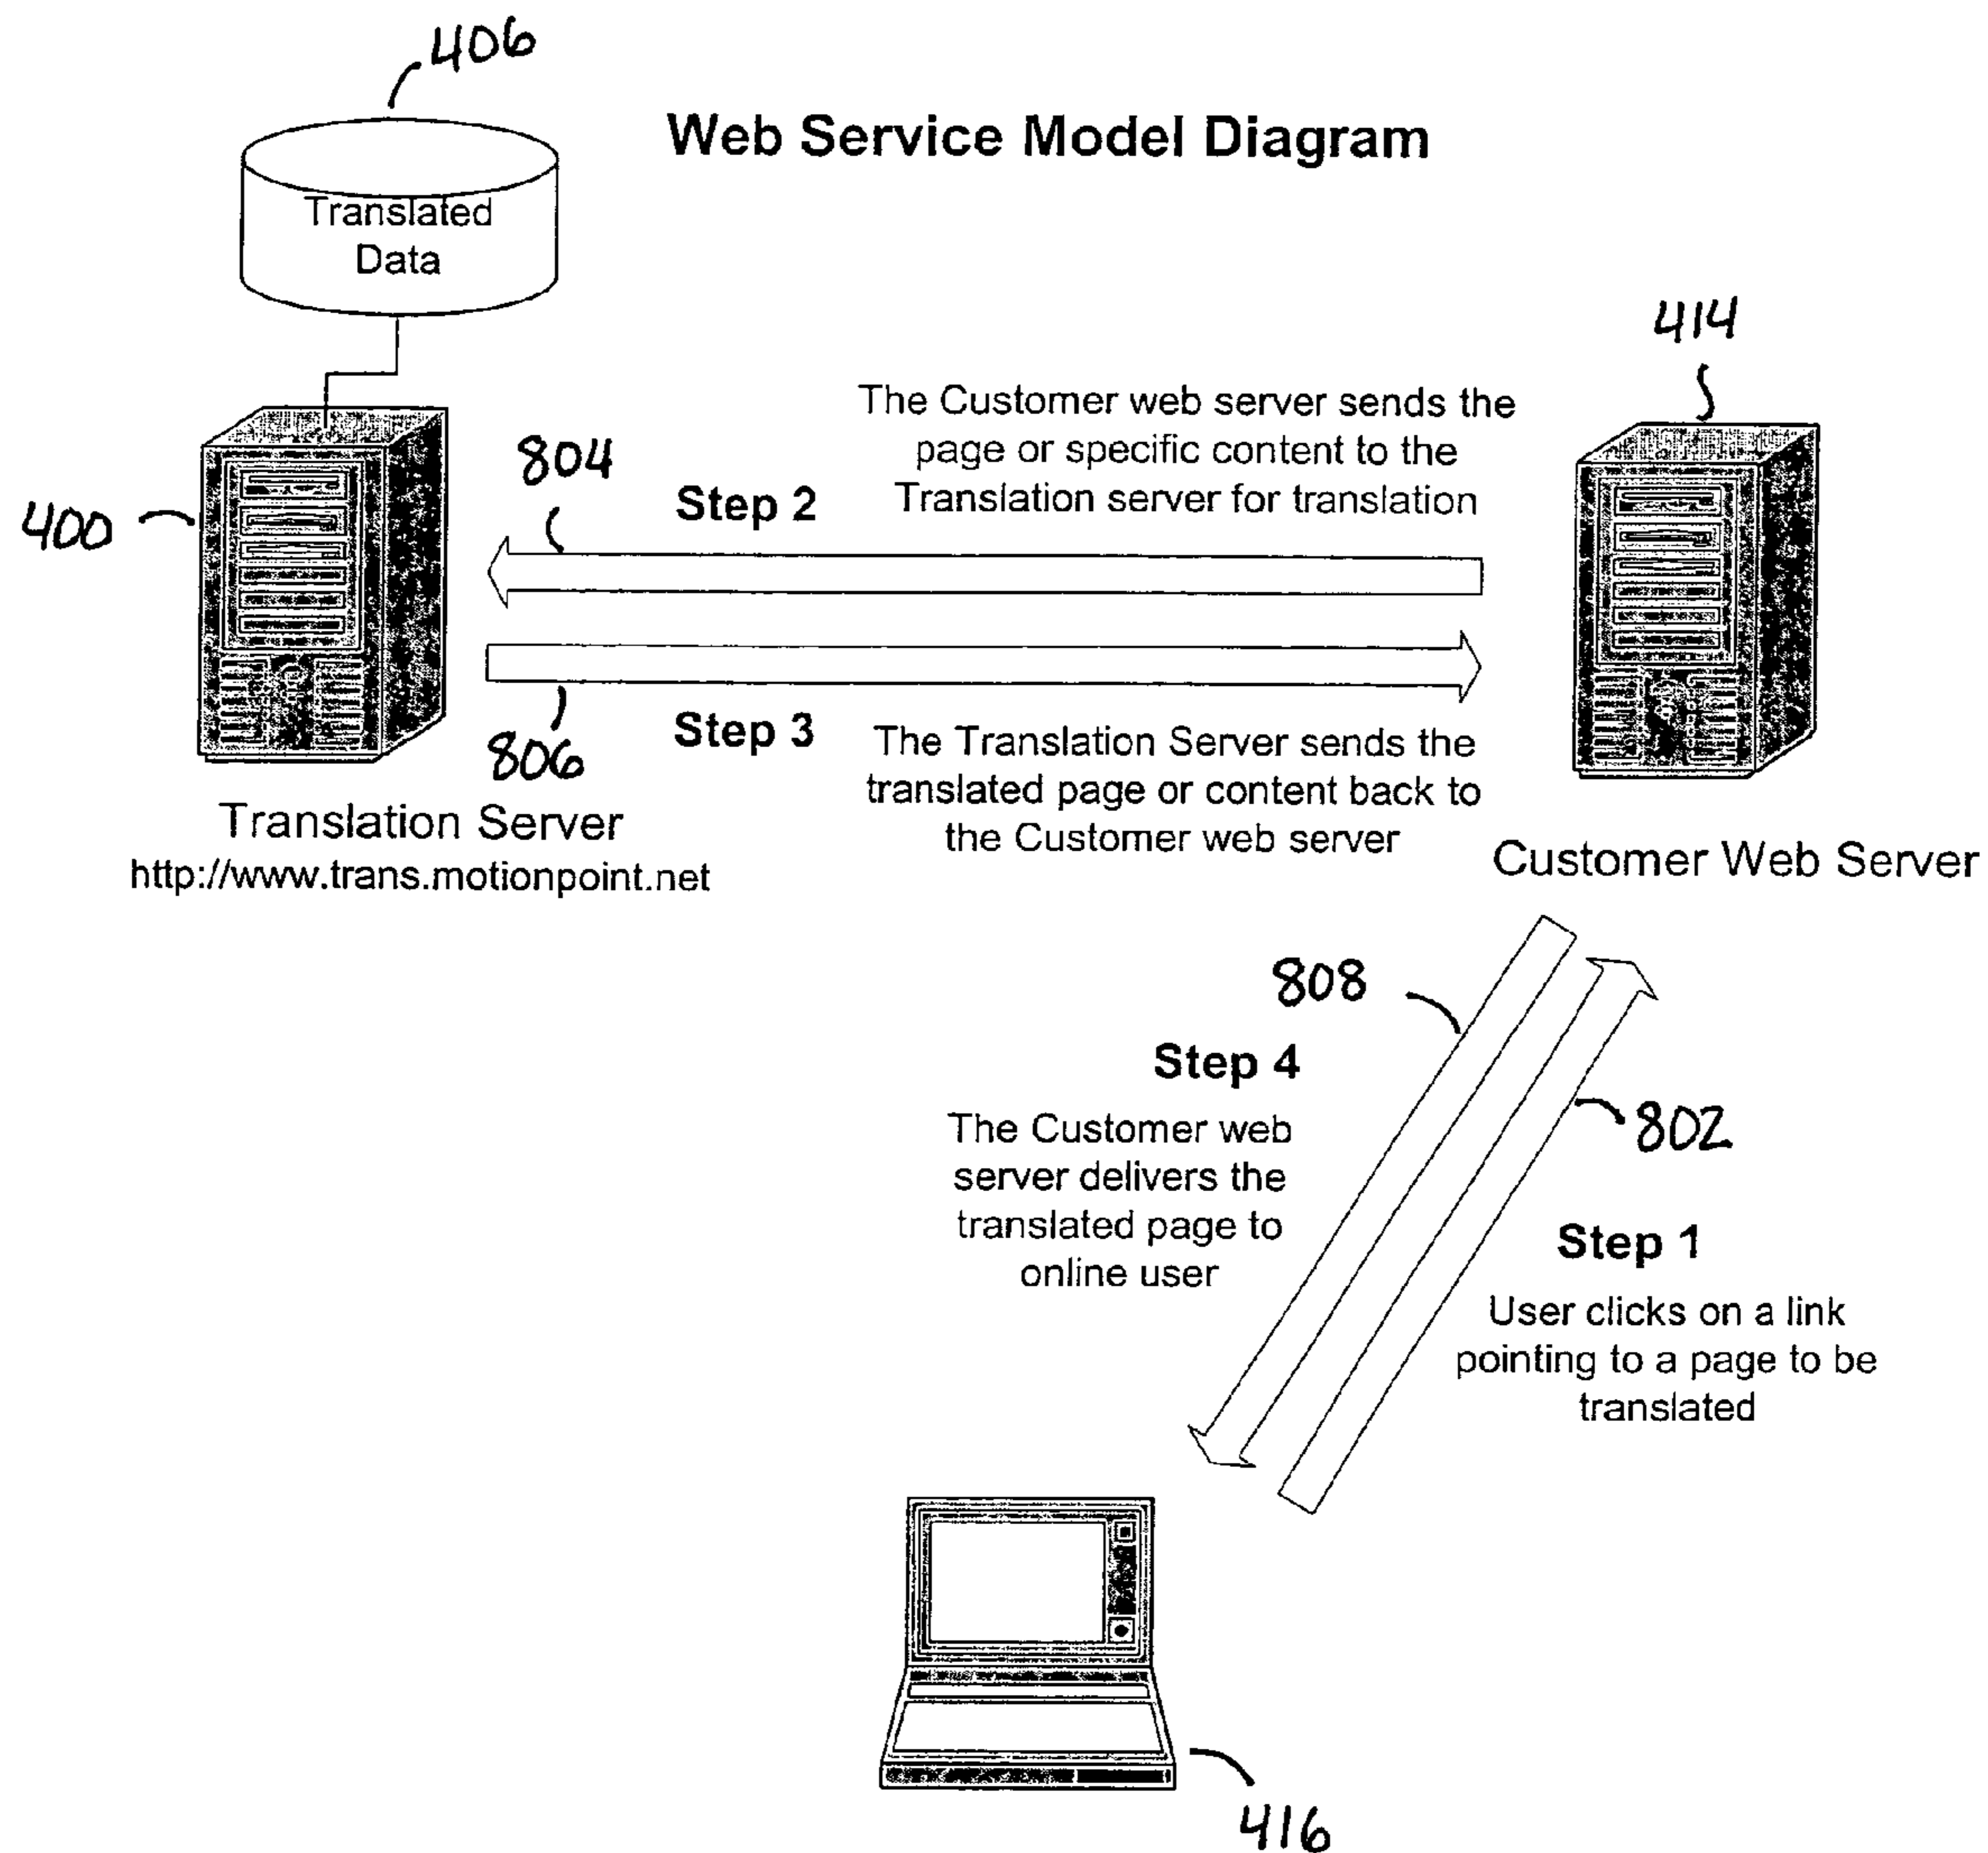 406
Web Service Model Diagram
Translated
Data
414
The Customer web server sends the
page or specific content to the
Translation server for translation
804
Step 2
400
806
Step 3
The Translation Server sends the
translated page or content back to
the Customer web server
Translation Server
http://www.trans.motionpoint.net
Customer Web Server
808
Step 4
The Customer web
server delivers the
translated page to
online user
802
Step 1
User clicks on a link
pointing to a page to be
translated
416